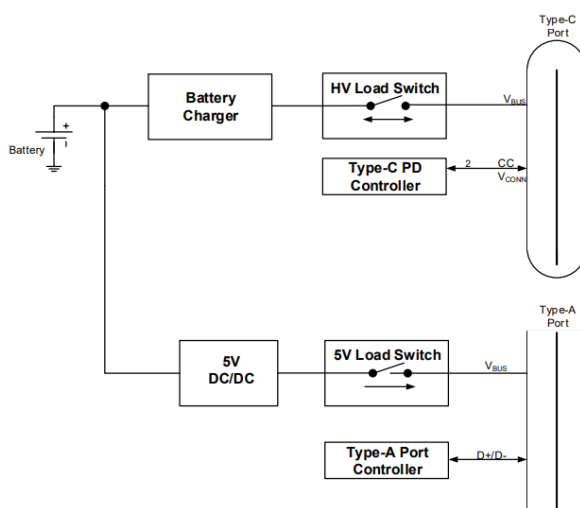 Type-C
Port
Battery
Charger
HV Load Switch
VBUS
+
-
Battery
Type-C PD
Controller
2
CC
VCONN
Type-A
Port
5V
DC/DC
5V Load Switch
VBUS
Type-A Port
Controller
D+/D-